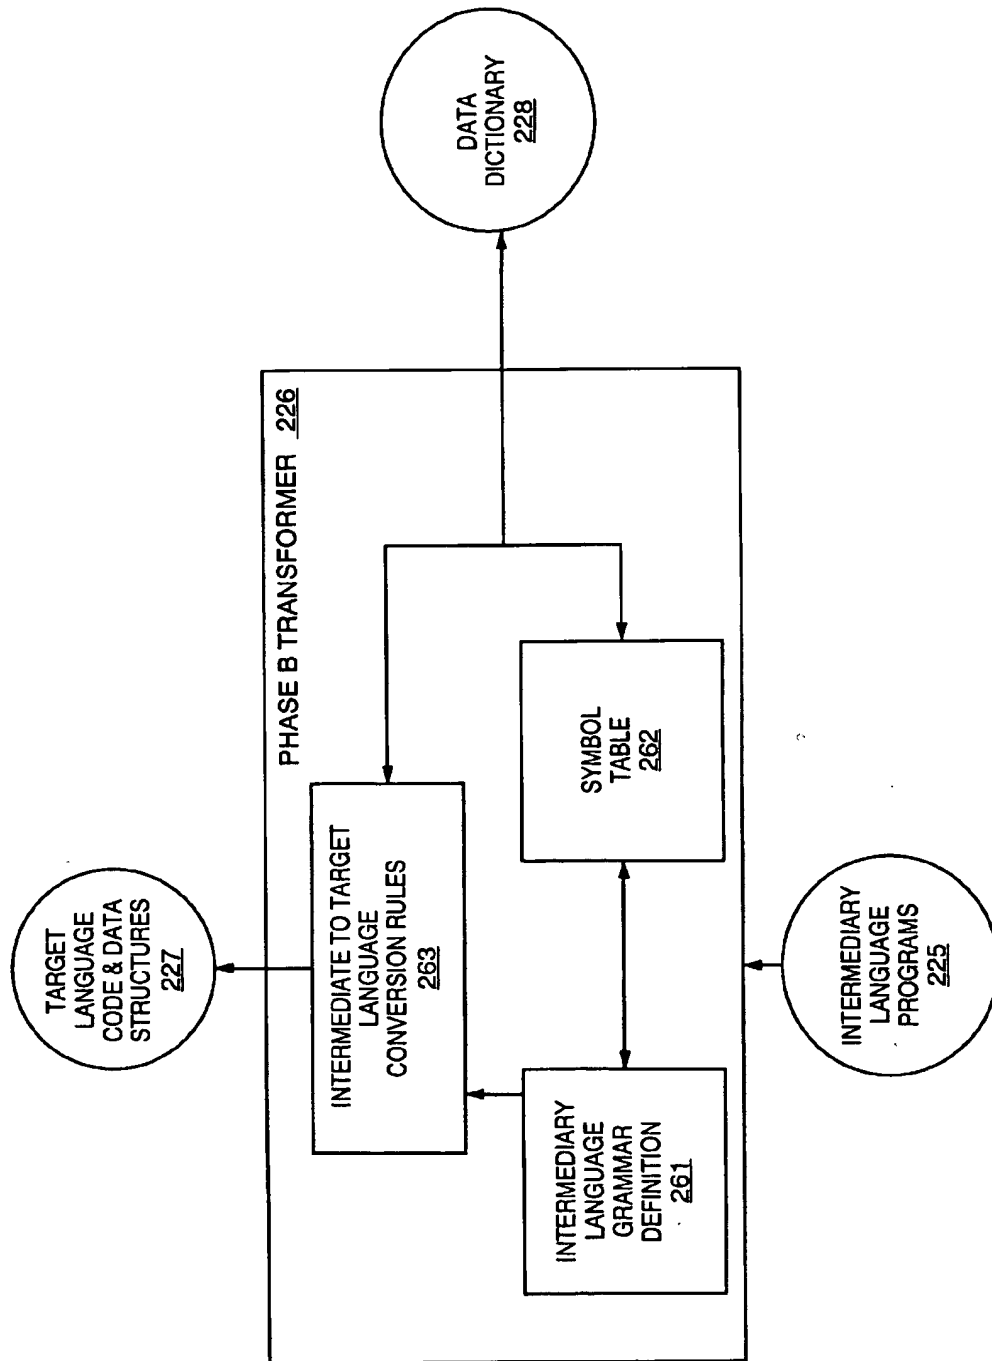 TARGET
LANGUAGE
CODE & DATA
STRUCTURES
227
PHASE B TRANSFORMER 226
INTERMEDIATE TO TARGET
LANGUAGE
CONVERSION RULES
263
INTERMEDIARY
LANGUAGE
GRAMMAR
DEFINITION
261
SYMBOL
TABLE
262
DATA
DICTIONARY
228
INTERMEDIARY
LANGUAGE
PROGRAMS
225